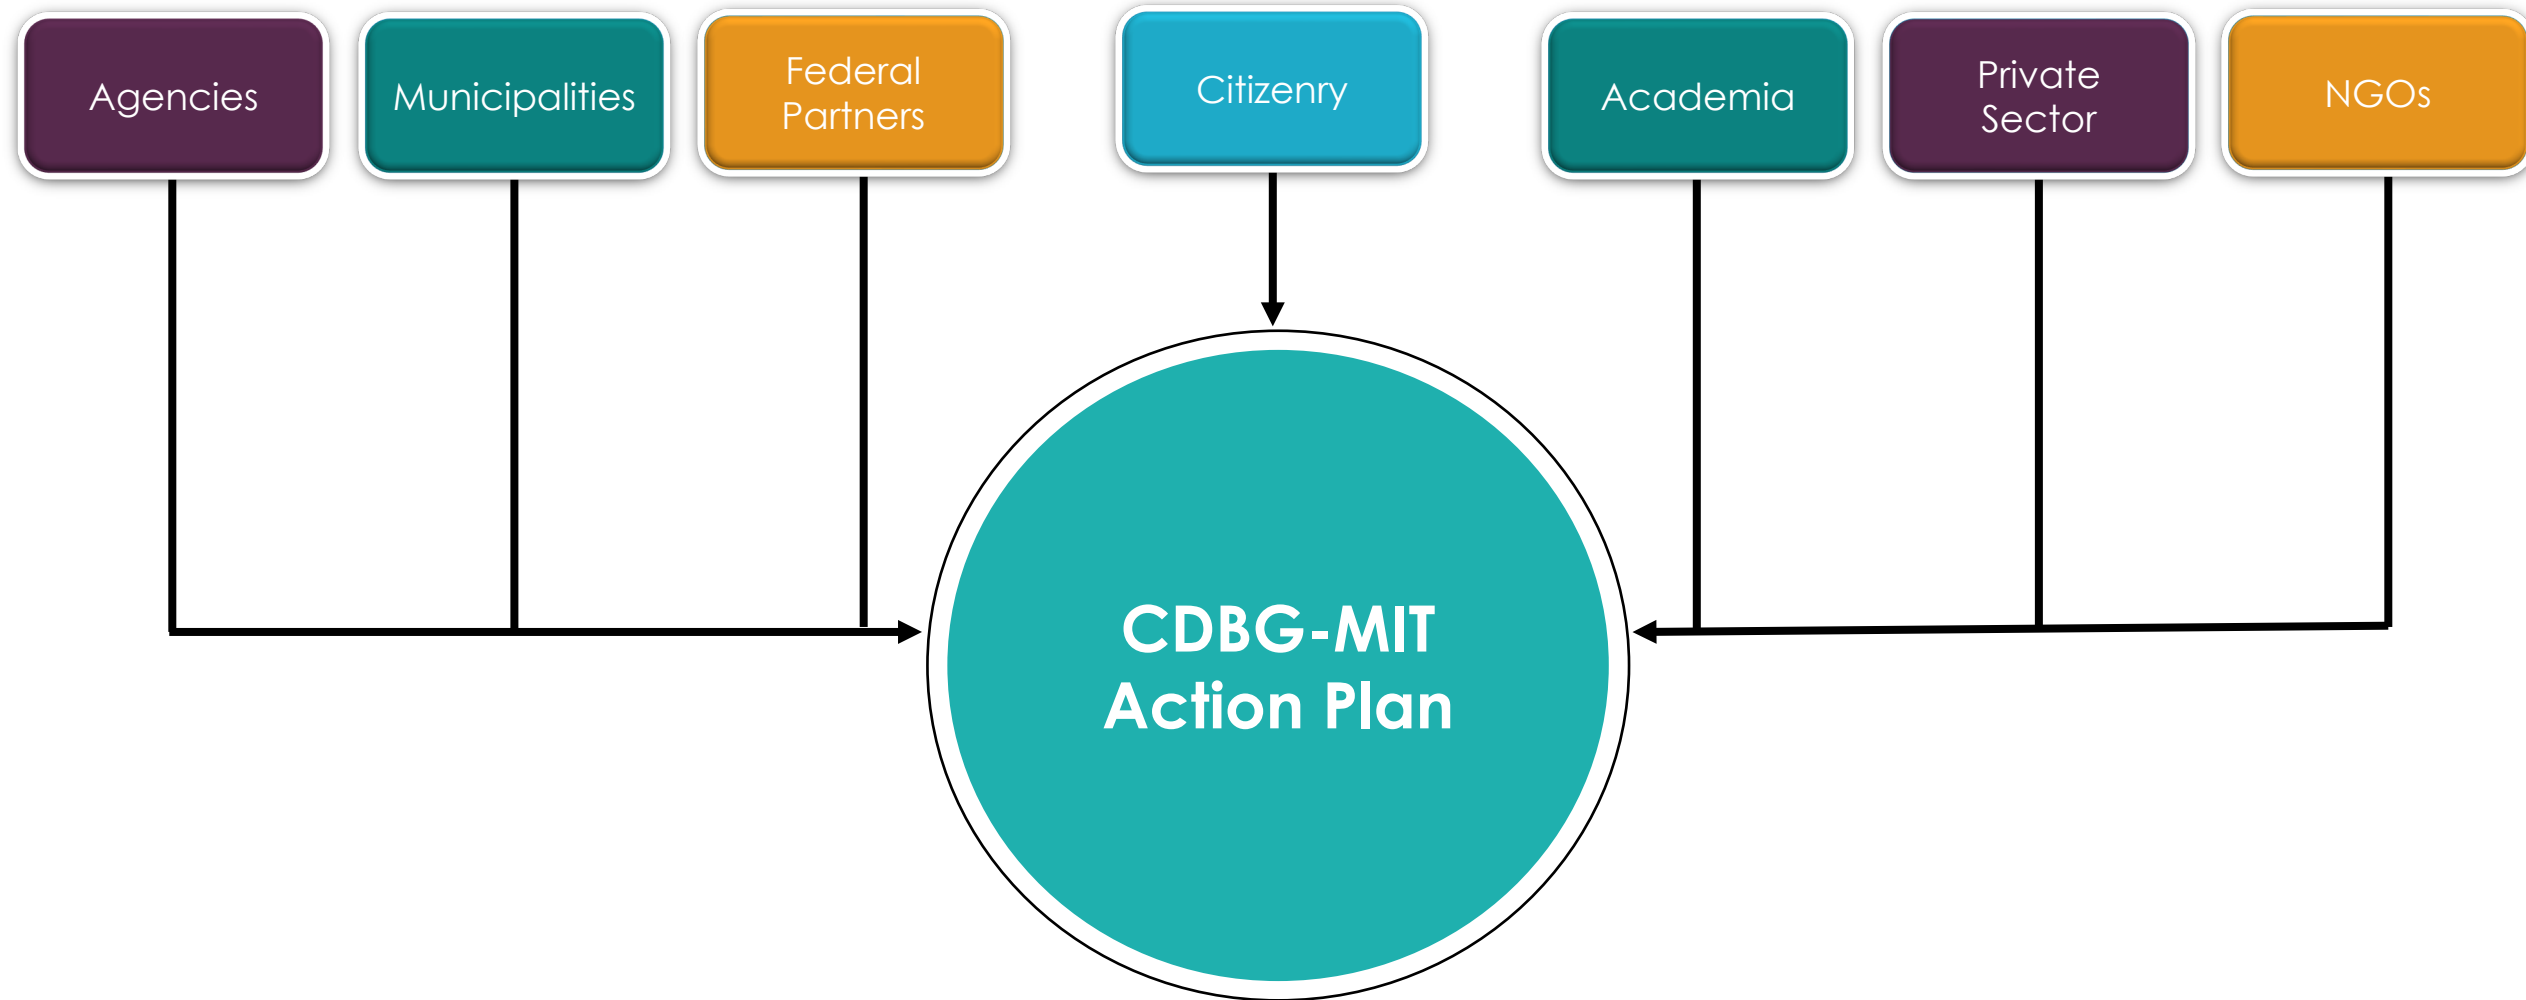 Agencies
Municipalities
Federal
Partners
Citizenry
Academia
Private
Sector
NGOs
CDBG-MIT
Action Plan